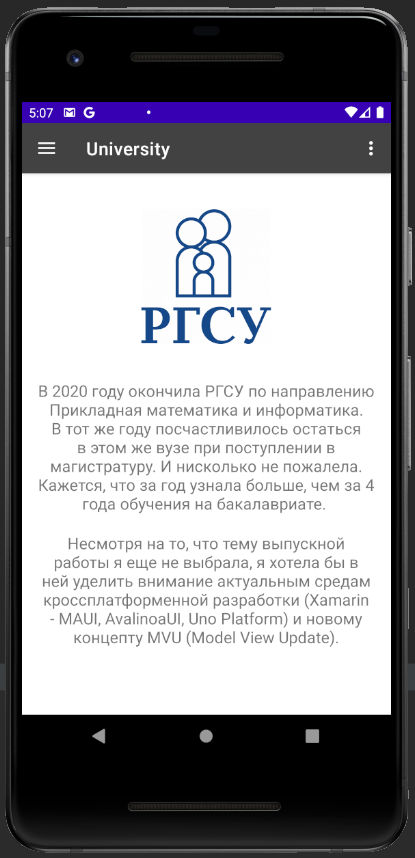 5:07
University
РГСУ
В 2020 году окончила РГСУ по направлению
Прикладная математика и информатика.
В тот же году посчастливилось остаться
в этом же вузе при поступлении в
магистратуру. И нисколько не пожалела.
Кажется, что за год узнала больше, чем за 4
года обучения на бакалавриате.
Несмотря на то, что тему выпускной
работы я еще не выбрала, я хотела бы в
ней уделить внимание актуальным средам
кроссплатформенной разработки (Xamarin
- MAUI, AvalinoaUI, Uno Platform) и новому
концепту MVU (Model View Update).